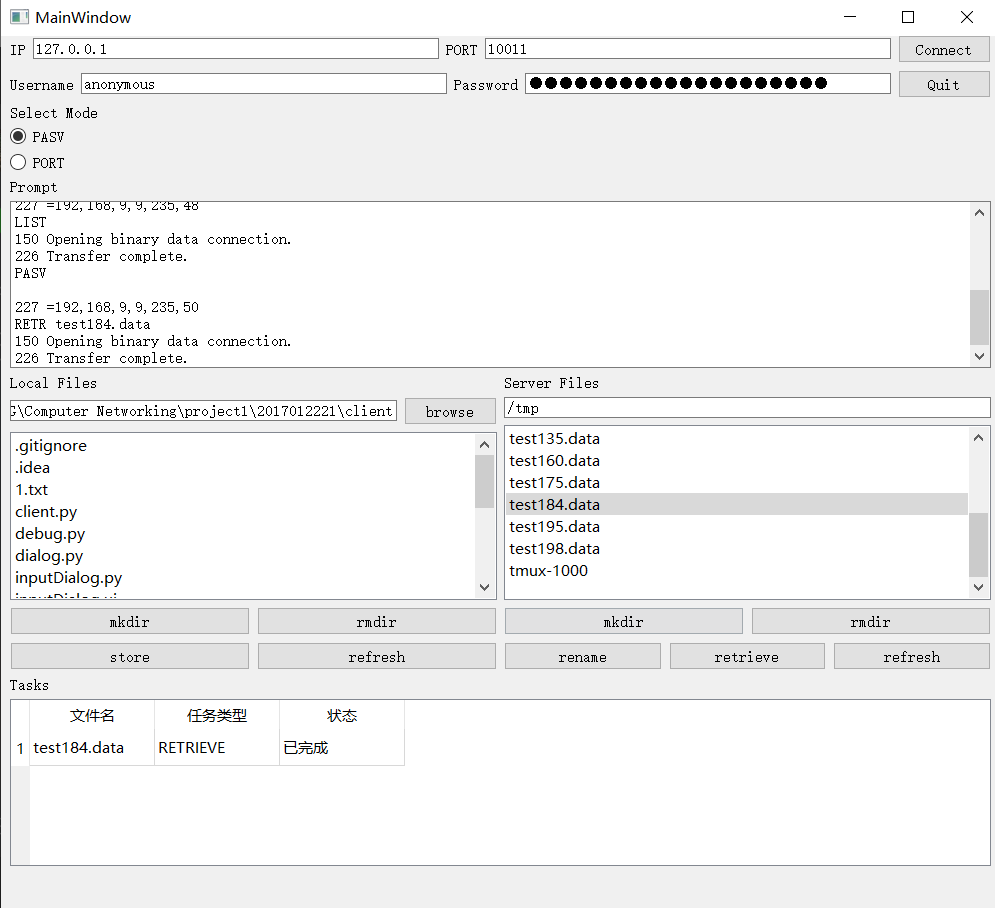 MainWindow
IP 127.0.0.1 PORT 10011 Connect
Username anonymous Password ●●●●●●●●●●●●●●●●●●●● Quit
Select Mode
PASV
PORT
Prompt
227 =192,168,9,9,235,48
LIST
150 Opening binary data connection.
226 Transfer complete.
PASV
227 =192,168,9,9,235,50
RETR test184.data
150 Opening binary data connection.
226 Transfer complete.
Local Files
\Computer Networking\project1\2017012221\client browse
.gitignore
.idea
1.txt
client.py
debug.py
dialog.py
inputDialog.py
inputDialog.ui
mkdir rmdir
store refresh
Server Files
/tmp
test135.data
test160.data
test175.data
test184.data
test195.data
test198.data
tmux-1000
mkdir rmdir
rename retrieve refresh
Tasks
文件名 任务类型 状态
1 test184.data RETRIEVE 已完成